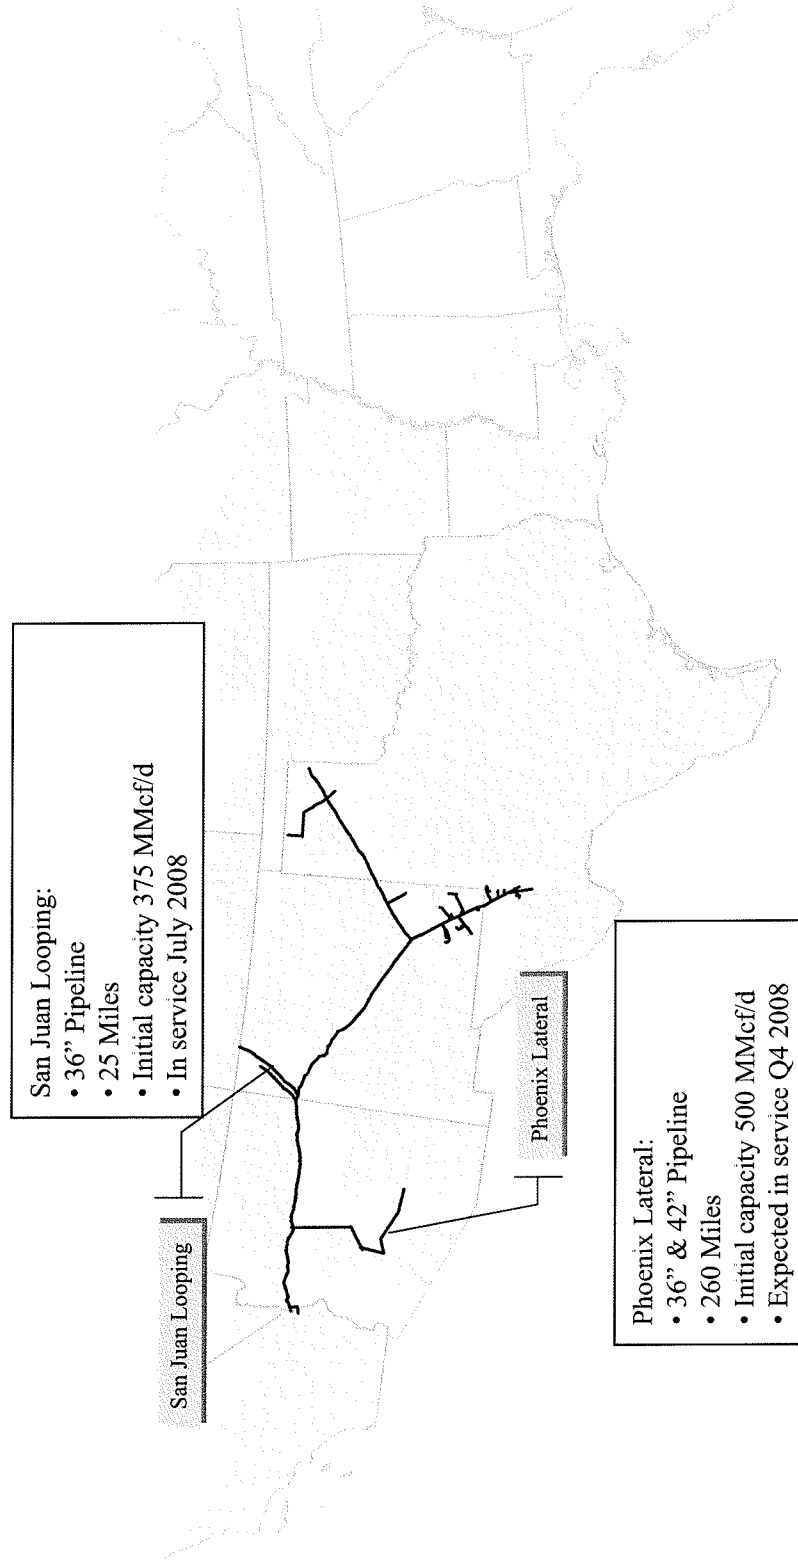 San Juan Looping:
• 36” Pipeline
• 25 Miles
• Initial capacity 375 MMcf/d
• In service July 2008
San Juan Looping
Phoenix Lateral
Phoenix Lateral:
• 36” & 42” Pipeline
• 260 Miles
• Initial capacity 500 MMcf/d
• Expected in service Q4 2008